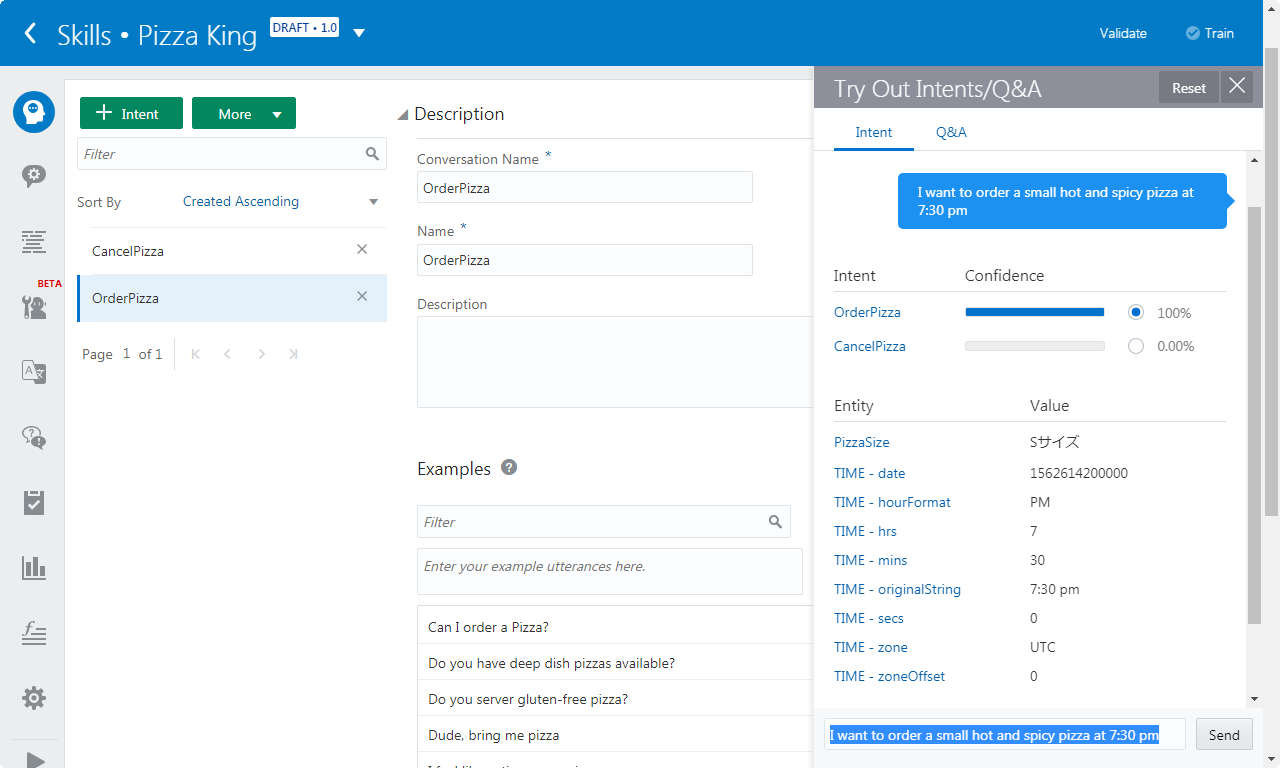 Skills • Pizza King
DRAFT • 1.0
Validate
Train
Intent
More
Filter
Sort By
Created Ascending
CancelPizza
OrderPizza
Page 1 of 1
BETA
Description
Conversation Name *
OrderPizza
Name *
OrderPizza
Description
Examples
Filter
Enter your example utterances here.
Can I order a Pizza?
Do you have deep dish pizzas available?
Do you server gluten-free pizza?
Dude, bring me pizza
Try Out Intents/Q&A
Reset
Intent
Q&A
I want to order a small hot and spicy pizza at
7:30 pm
Intent Confidence
OrderPizza 100%
CancelPizza 0.00%
Entity Value
PizzaSize Sサイズ
TIME - date 1562614200000
TIME - hourFormat PM
TIME - hrs 7
TIME - mins 30
TIME - originalString 7:30 pm
TIME - secs 0
TIME - zone UTC
TIME - zoneOffset 0
I want to order a small hot and spicy pizza at 7:30 pm
Send